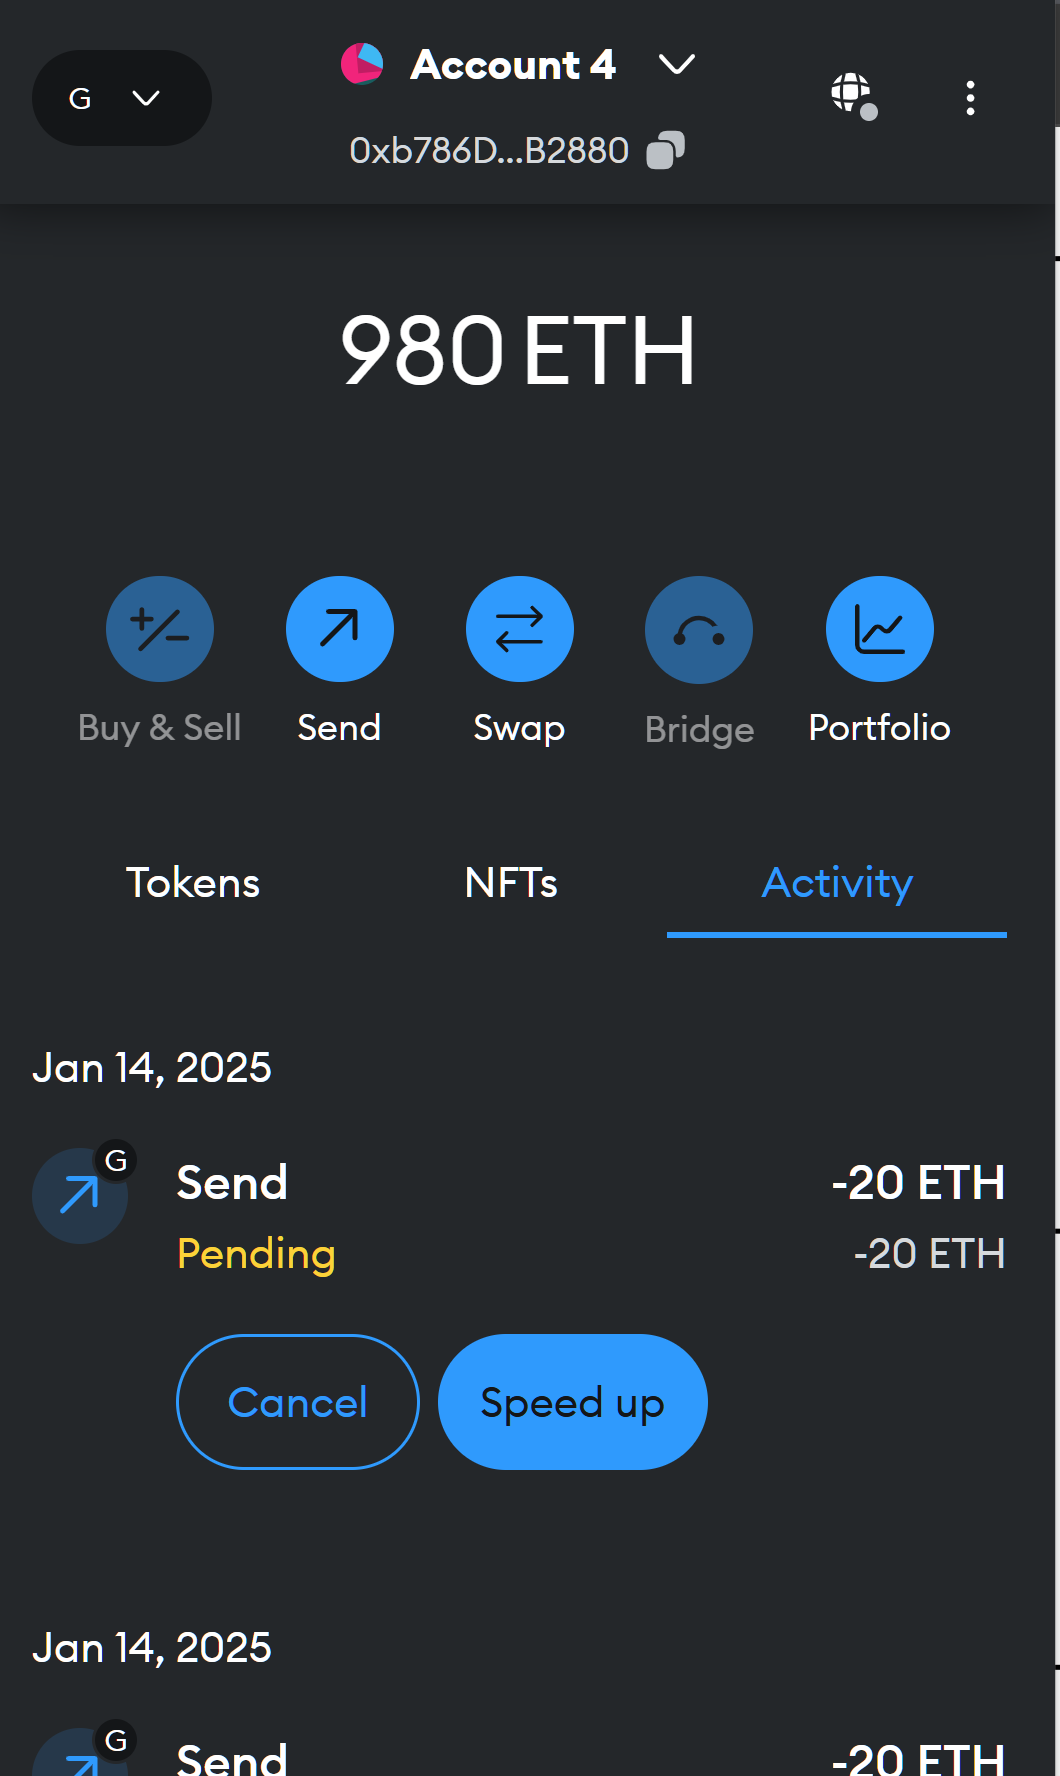 G
Account 4
0xb786D...B2880
980 ETH
Buy & Sell
Send
Swap
Bridge
Portfolio
Tokens
NFTs
Activity
Jan 14, 2025
G
Send
-20 ETH
Pending
-20 ETH
Cancel
Speed up
Jan 14, 2025
G
Send
-20 ETH